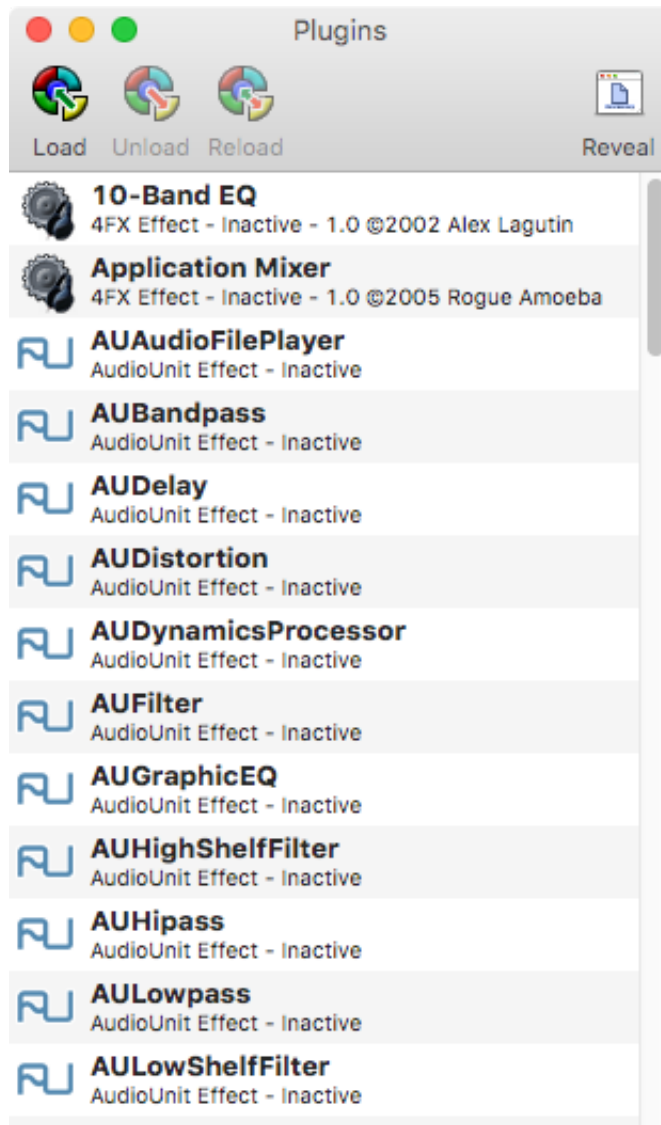 Plugins
Load Unload Reload Reveal
10-Band EQ
4FX Effect - Inactive - 1.0 ©2002 Alex Lagutin
Application Mixer
4FX Effect - Inactive - 1.0 ©2005 Rogue Amoeba
AUAudioFilePlayer
AudioUnit Effect - Inactive
AUBandpass
AudioUnit Effect - Inactive
AUDelay
AudioUnit Effect - Inactive
AUDistortion
AudioUnit Effect - Inactive
AUDynamicsProcessor
AudioUnit Effect - Inactive
AUFilter
AudioUnit Effect - Inactive
AUGraphicEQ
AudioUnit Effect - Inactive
AUHighShelfFilter
AudioUnit Effect - Inactive
AUHipass
AudioUnit Effect - Inactive
AULowpass
AudioUnit Effect - Inactive
AULowShelfFilter
AudioUnit Effect - Inactive